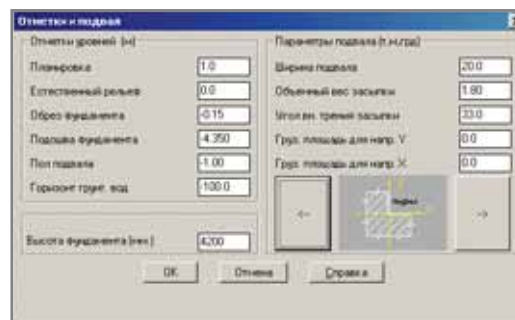 Отметки и подвал
Отметки уровней (м)
Планировка 1.0
Естественный рельеф 0.0
Обрез фундамента -0.15
Подошва фундамента -4.350
Пол подвала -1.00
Горизонт грунт. вод -100.0
Высота фундамента (мм) 4200
Параметры подвала (т,м,град)
Ширина подвала 20.0
Объемный вес засыпки 1.80
Угол вн. трения засыпки 33.0
Груз. площадь для напр. Y 0.0
Груз. площадь для напр. X 0.0
<-
Подвал
->
OK Отмена Справка